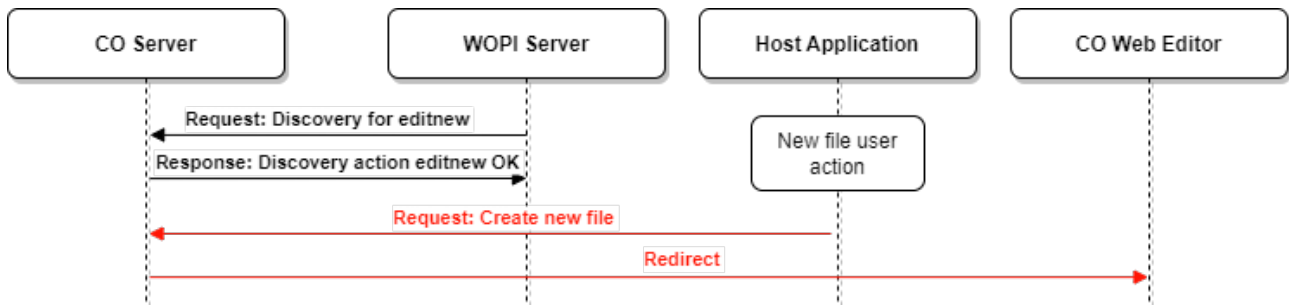 CO Server
WOPI Server
Host Application
CO Web Editor
Request: Discovery for editnew
New file user
action
Response: Discovery action editnew OK
Request: Create new file
Redirect